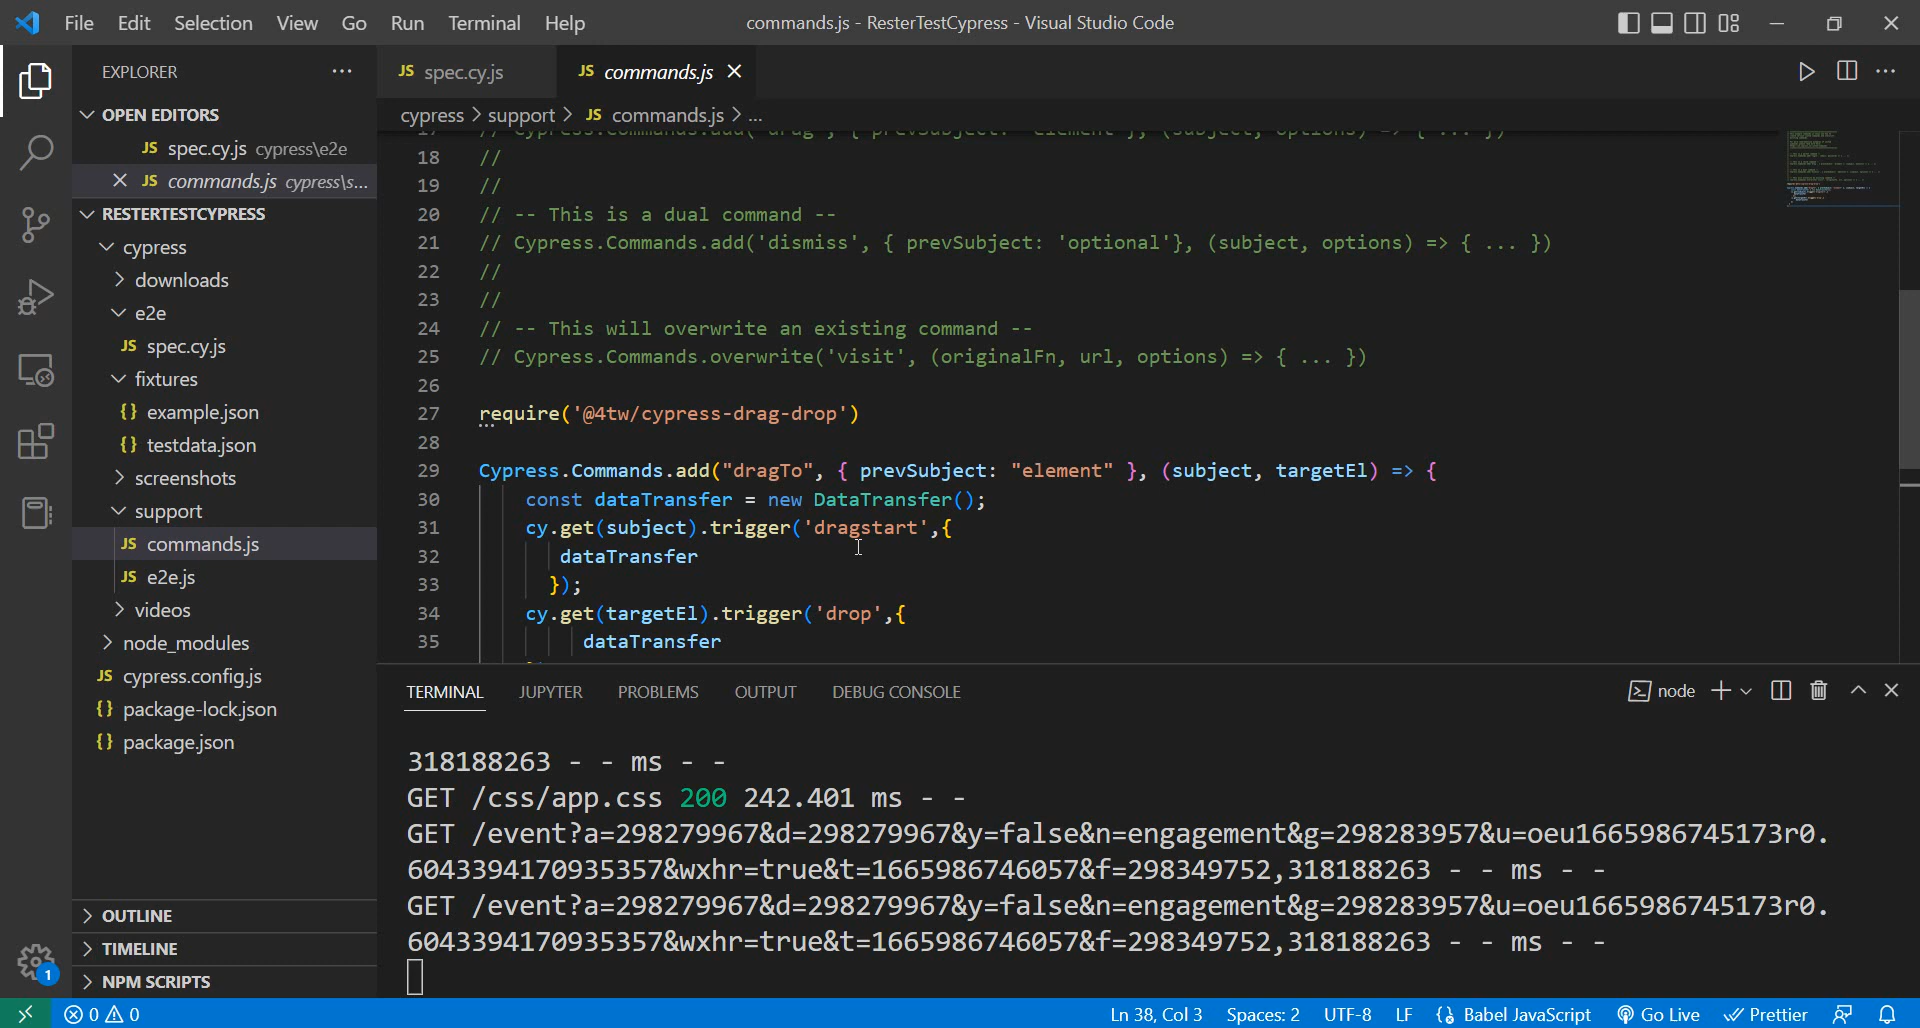 File Edit Selection View Go Run Terminal Help
commands.js - ResterTestCypress - Visual Studio Code
EXPLORER
OPEN EDITORS
JS spec.cy.js cypress\e2e
JS commands.js cypress\s...
RESTERTESTCYPRESS
cypress
downloads
e2e
JS spec.cy.js
fixtures
{} example.json
{} testdata.json
screenshots
support
JS commands.js
JS e2e.js
videos
node_modules
JS cypress.config.js
{} package-lock.json
{} package.json
OUTLINE
TIMELINE
NPM SCRIPTS
1
JS spec.cy.js
JS commands.js
cypress > support > JS commands.js > ...
17 // Cypress.Commands.add('drag', { prevSubject: 'element'}, (subject, options) => { ... })
18 //
19 //
20 // -- This is a dual command --
21 // Cypress.Commands.add('dismiss', { prevSubject: 'optional'}, (subject, options) => { ... })
22 //
23 //
24 // -- This will overwrite an existing command --
25 // Cypress.Commands.overwrite('visit', (originalFn, url, options) => { ... })
26
27 require('@4tw/cypress-drag-drop')
28
29 Cypress.Commands.add("dragTo", { prevSubject: "element" }, (subject, targetEl) => {
30 const dataTransfer = new DataTransfer();
31 cy.get(subject).trigger('dragstart',{
32 dataTransfer
33 });
34 cy.get(targetEl).trigger('drop',{
35 dataTransfer
TERMINAL JUPYTER PROBLEMS OUTPUT DEBUG CONSOLE
node
318188263 - - ms - -
GET /css/app.css 200 242.401 ms - -
GET /event?a=298279967&d=298279967&y=false&n=engagement&g=298283957&u=oeu1665986745173r0.
6043394170935357&wxhr=true&t=1665986746057&f=298349752,318188263 - - ms - -
GET /event?a=298279967&d=298279967&y=false&n=engagement&g=298283957&u=oeu1665986745173r0.
6043394170935357&wxhr=true&t=1665986746057&f=298349752,318188263 - - ms - -
0 0
Ln 38, Col 3 Spaces: 2 UTF-8 LF {} Babel JavaScript Go Live Prettier